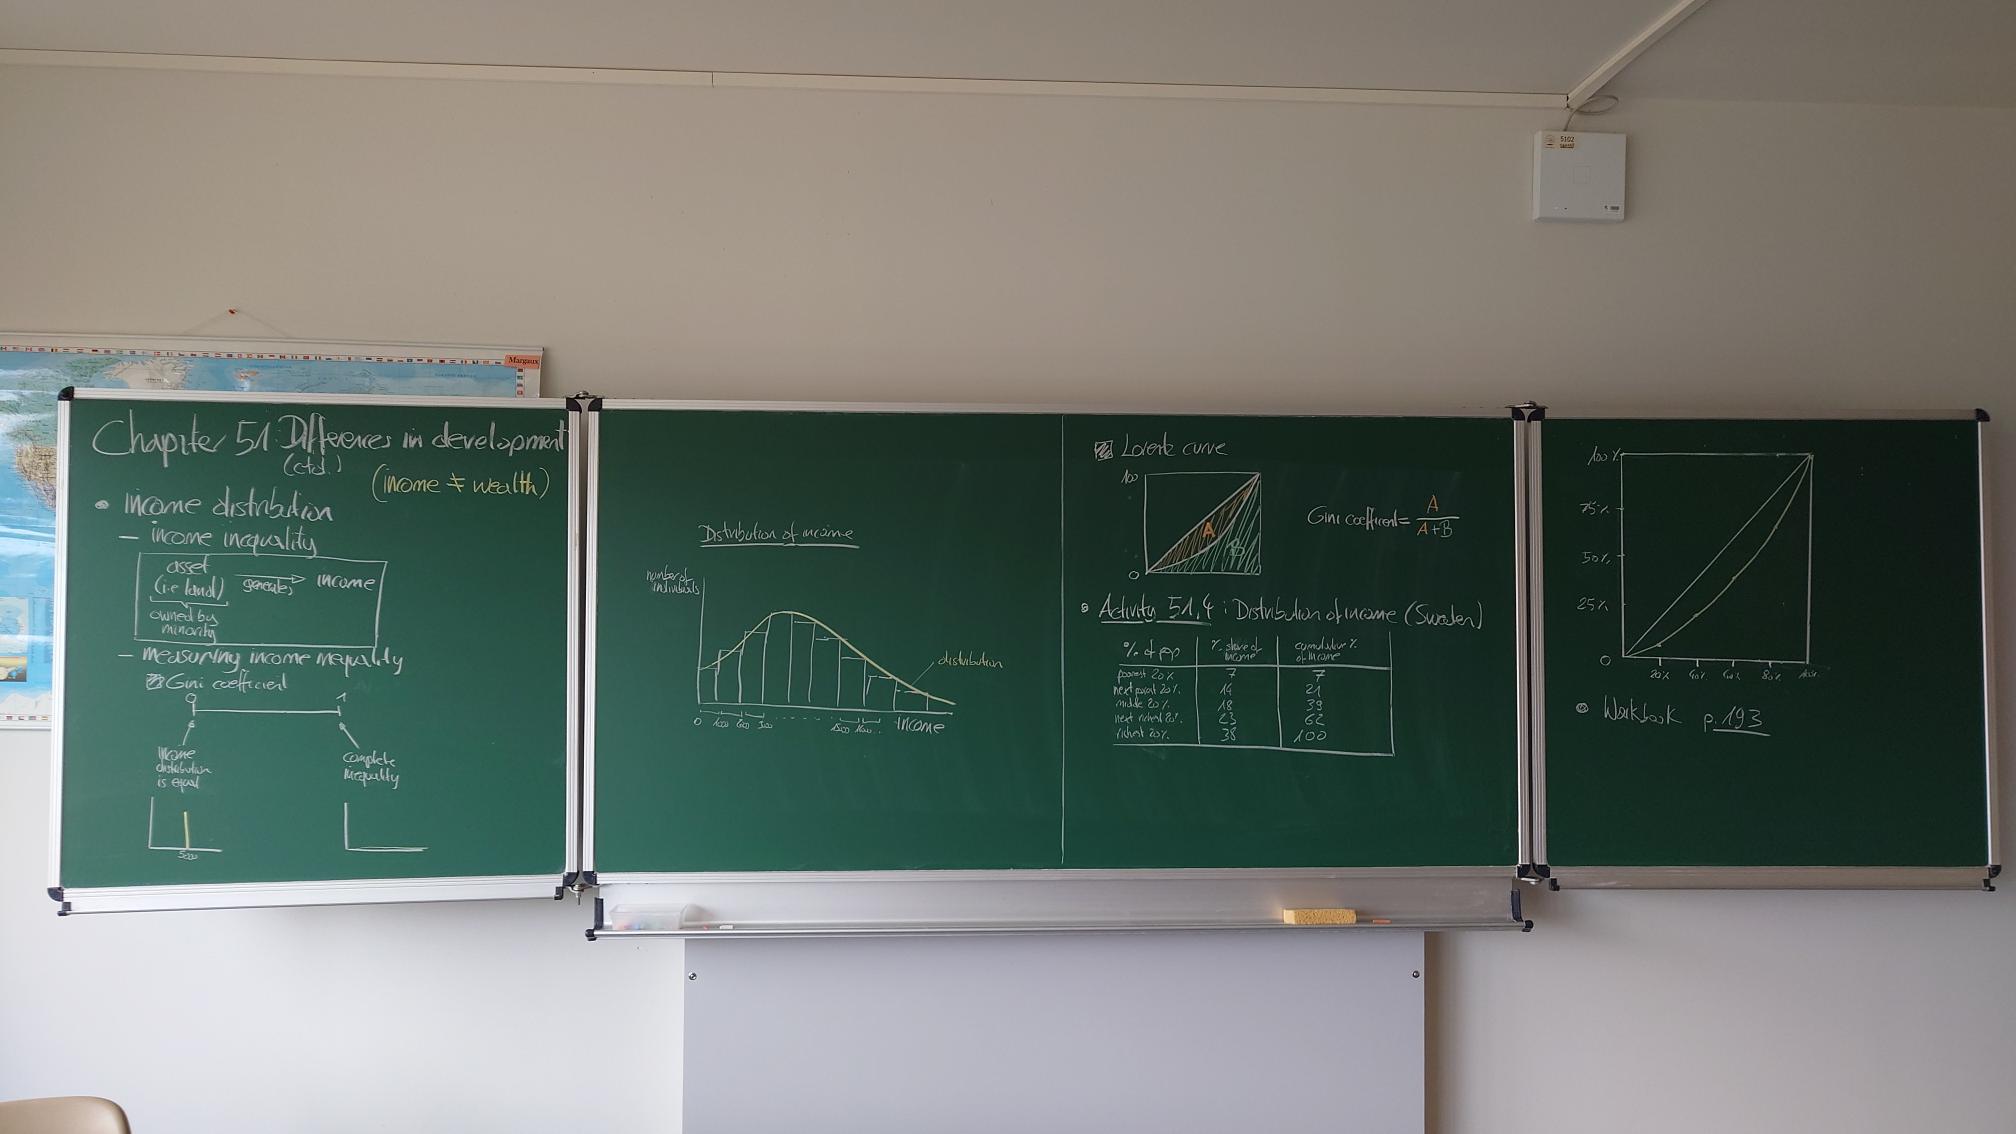 Margaux
5102
Chapter 51: Differences in development
(ctd.)
(income ≠ wealth)
• income distribution
– income inequality
asset
(i.e land)
generates
income
owned by
minority
– measuring income inequality
Gini coefficient
0 1
income
distribution
is equal
complete
inequality
5000
Distribution of income
number of
individuals
distribution
0 1000 2000 3000 - - - - - 15000 16000..
income
Lorenz curve
100
A
B
0
Gini coefficient = A
A+B
• Activity 51.4 : Distribution of income (Sweden)
% of pop % share of income cumulative % of income
poorest 20% 7 7
next poorest 20% 14 21
middle 20% 18 39
next richest 20% 23 62
richest 20% 38 100
100%
75%
50%
25%
0
20% 40% 60% 80% 100%
• Workbook p.193